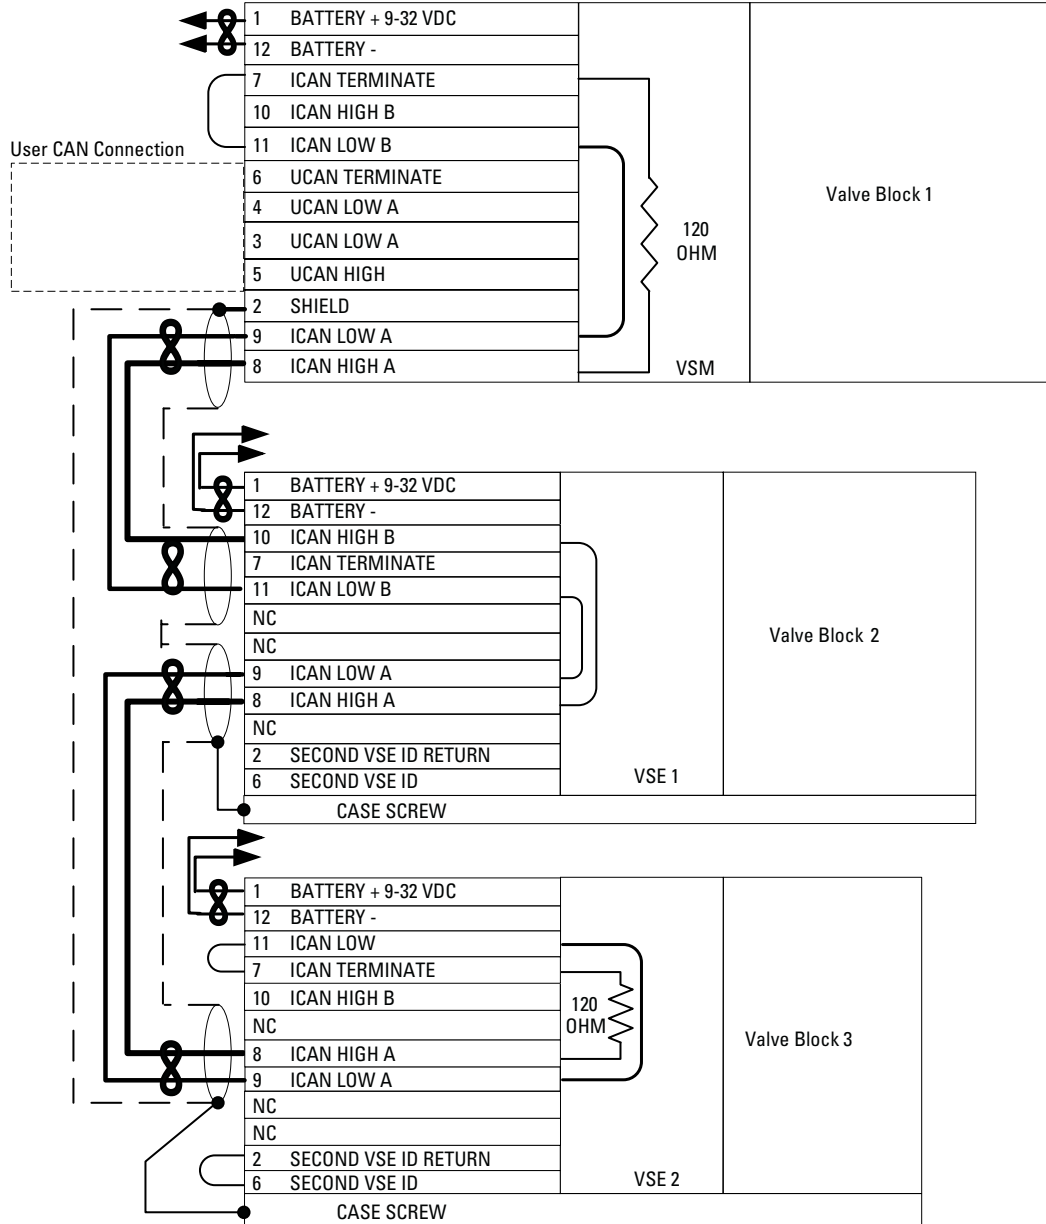 1 BATTERY + 9-32 VDC
12 BATTERY -
7 ICAN TERMINATE
10 ICAN HIGH B
11 ICAN LOW B
User CAN Connection
6 UCAN TERMINATE
4 UCAN LOW A
3 UCAN LOW A
5 UCAN HIGH
2 SHIELD
9 ICAN LOW A
8 ICAN HIGH A
120
OHM
VSM
Valve Block 1
1 BATTERY + 9-32 VDC
12 BATTERY -
10 ICAN HIGH B
7 ICAN TERMINATE
11 ICAN LOW B
NC
NC
9 ICAN LOW A
8 ICAN HIGH A
NC
2 SECOND VSE ID RETURN
6 SECOND VSE ID
CASE SCREW
VSE 1
Valve Block 2
1 BATTERY + 9-32 VDC
12 BATTERY -
11 ICAN LOW
7 ICAN TERMINATE
10 ICAN HIGH B
NC
8 ICAN HIGH A
9 ICAN LOW A
NC
NC
2 SECOND VSE ID RETURN
6 SECOND VSE ID
CASE SCREW
120
OHM
VSE 2
Valve Block 3